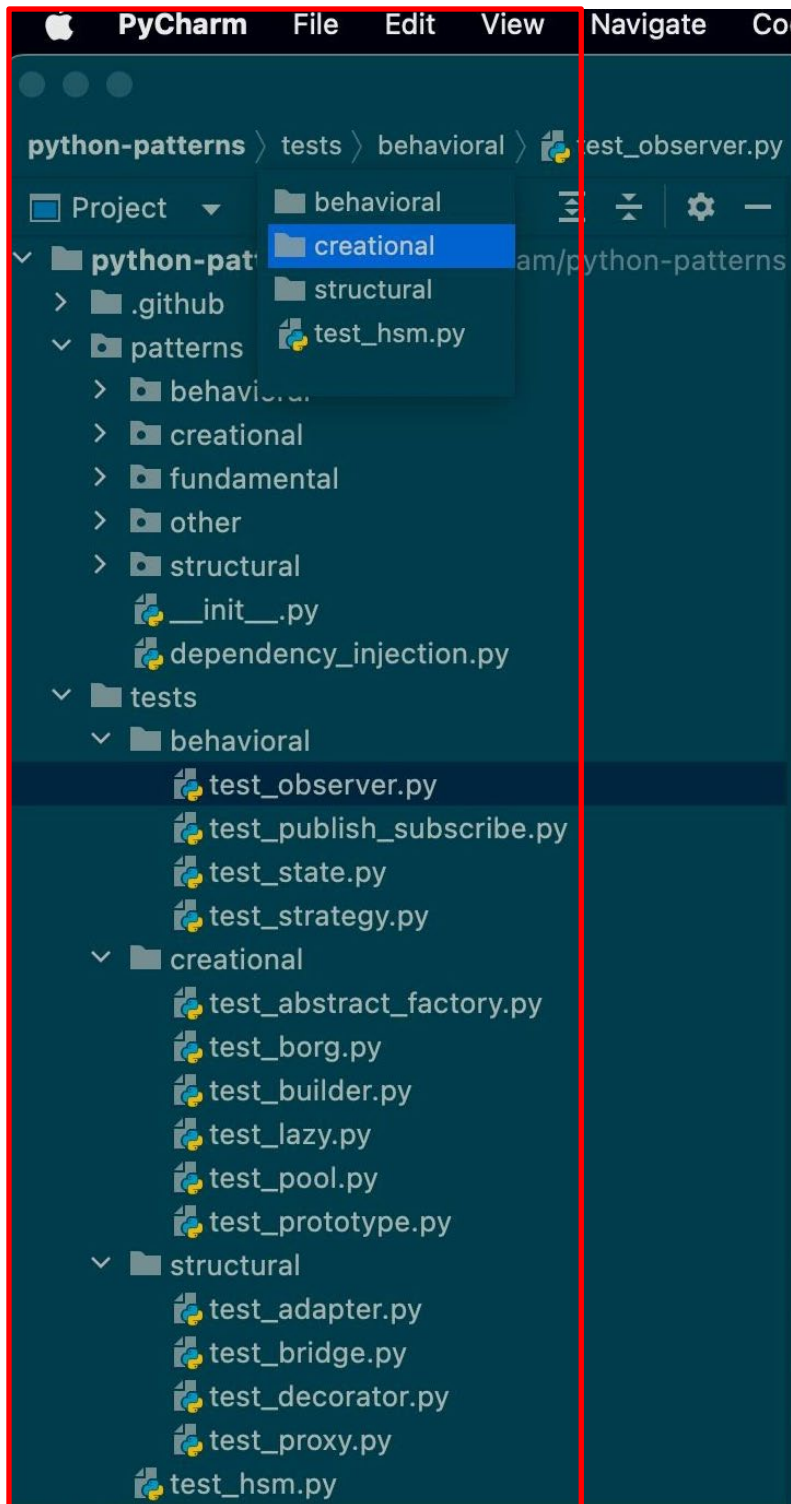 PyCharm File Edit View Navigate
python-patterns 〉 tests 〉 behavioral 〉 test_observer.py
Project
behavioral
creational
structural
test_hsm.py
python-pat am/python-patterns
.github
patterns
behavioral
creational
fundamental
other
structural
__init__.py
dependency_injection.py
tests
behavioral
test_observer.py
test_publish_subscribe.py
test_state.py
test_strategy.py
creational
test_abstract_factory.py
test_borg.py
test_builder.py
test_lazy.py
test_pool.py
test_prototype.py
structural
test_adapter.py
test_bridge.py
test_decorator.py
test_proxy.py
test_hsm.py